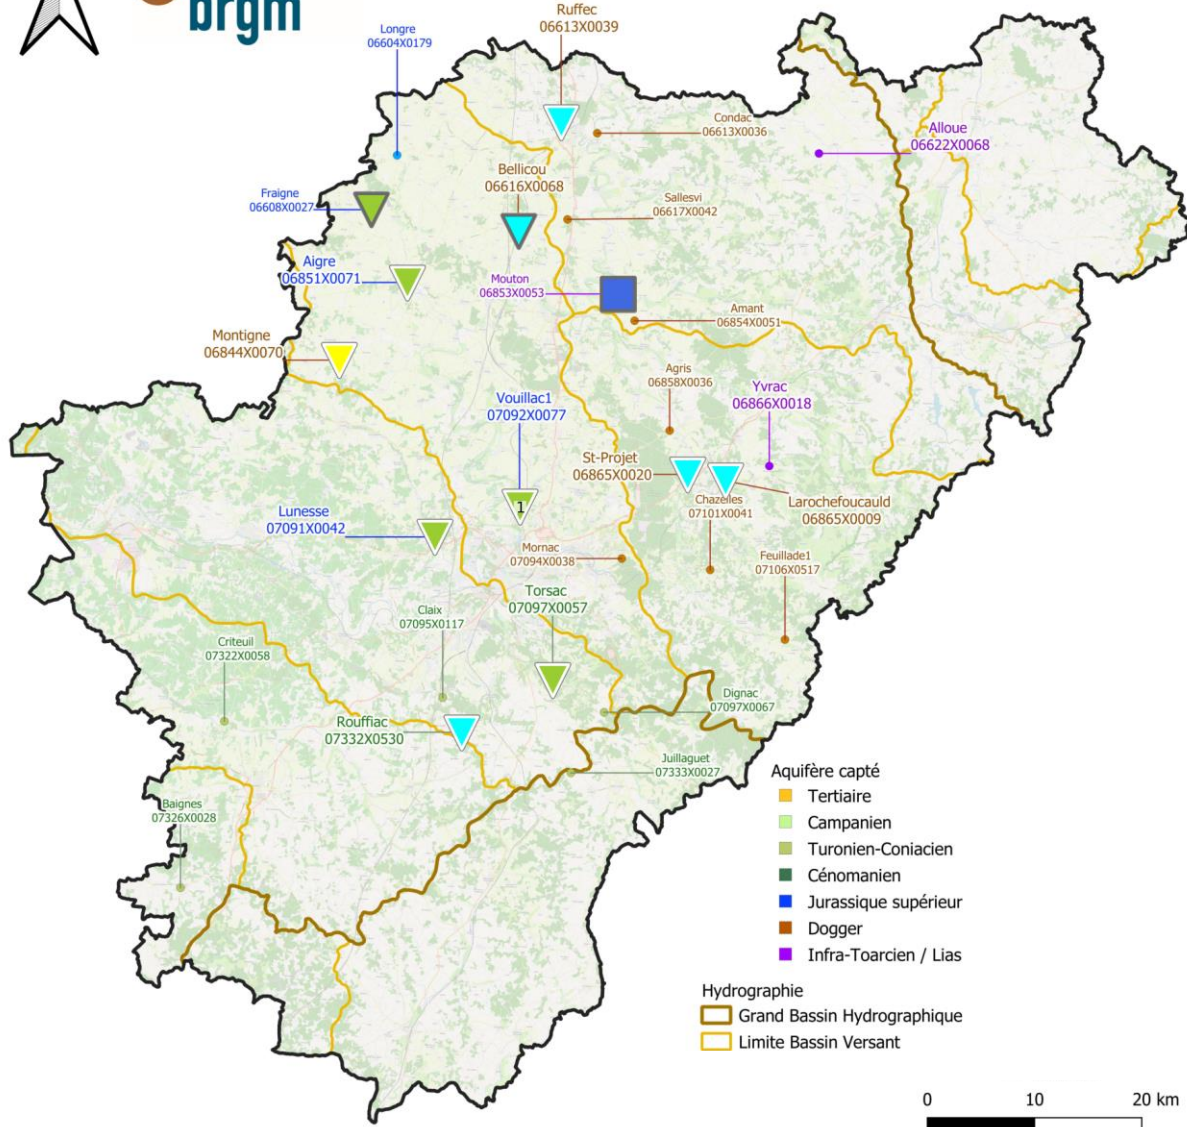 brgm
Ruffec
06613X0039
Longre
06604X0179
Condac
06613X0036
Alloue
06622X0068
Bellicou
06616X0068
Fraigne
06608X0027
Sallesvi
06617X0042
Aigre
06851X0071
Mouton
06853X0053
Amant
06854X0051
Montigne
06844X0070
Agris
06858X0036
Yvrac
06866X0018
Vouillac1
07092X0077
St-Projet
06865X0020
Larochefoucauld
06865X0009
Chazelles
07101X0041
1
Lunesse
07091X0042
Mornac
07094X0038
Feuillade1
07106X0517
Torsac
07097X0057
Claix
07095X0117
Criteuil
07322X0058
Dignac
07097X0067
Rouffiac
07332X0530
Juillaguet
07333X0027
Baignes
07326X0028
Aquifère capté
Tertiaire
Campanien
Turonien-Coniacien
Cénomanien
Jurassique supérieur
Dogger
Infra-Toarcien / Lias
Hydrographie
Grand Bassin Hydrographique
Limite Bassin Versant
0 10 20 km